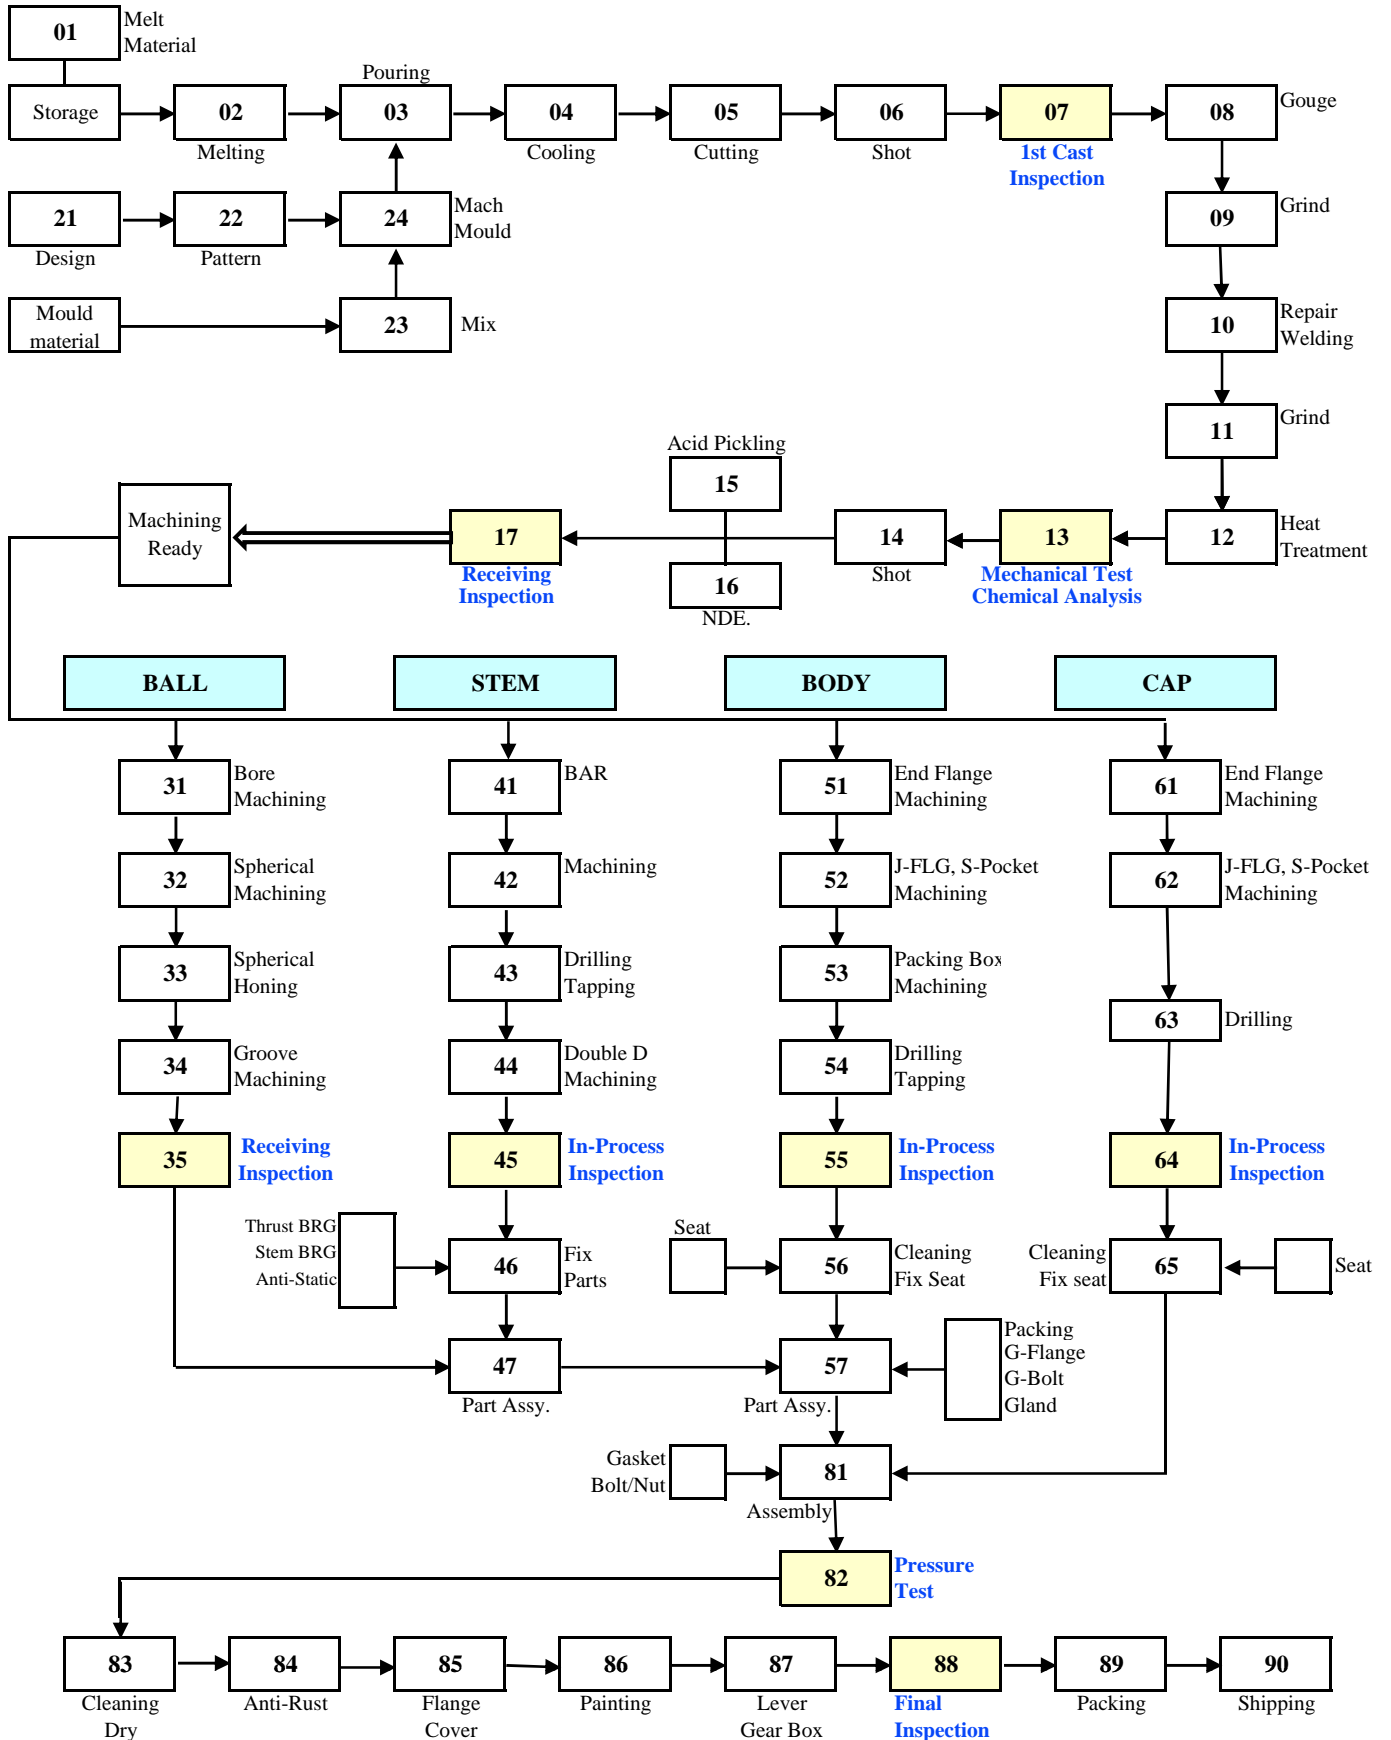 01
Melt
Material
Pouring
Storage
02
03
04
05
06
07
08
Gouge
Melting
Cooling
Cutting
Shot
1st Cast
Inspection
21
22
24
Mach
Mould
09
Grind
Design
Pattern
Mould
material
23
Mix
10
Repair
Welding
11
Grind
Acid Pickling
15
Machining
Ready
17
14
13
12
Heat
Treatment
Receiving
Inspection
16
Shot
Mechanical Test
Chemical Analysis
NDE.
BALL
STEM
BODY
CAP
31
Bore
Machining
41
BAR
51
End Flange
Machining
61
End Flange
Machining
32
Spherical
Machining
42
Machining
52
J-FLG, S-Pocket
Machining
62
J-FLG, S-Pocket
Machining
33
Spherical
Honing
43
Drilling
Tapping
53
Packing Box
Machining
63
Drilling
34
Groove
Machining
44
Double D
Machining
54
Drilling
Tapping
35
Receiving
Inspection
45
In-Process
Inspection
55
In-Process
Inspection
64
In-Process
Inspection
Thrust BRG
Stem BRG
Anti-Static
46
Fix
Parts
Seat
56
Cleaning
Fix Seat
Cleaning
Fix seat
65
Seat
47
Part Assy.
57
Part Assy.
Packing
G-Flange
G-Bolt
Gland
Gasket
Bolt/Nut
81
Assembly
82
Pressure
Test
83
84
85
86
87
88
89
90
Cleaning
Dry
Anti-Rust
Flange
Cover
Painting
Lever
Gear Box
Final
Inspection
Packing
Shipping